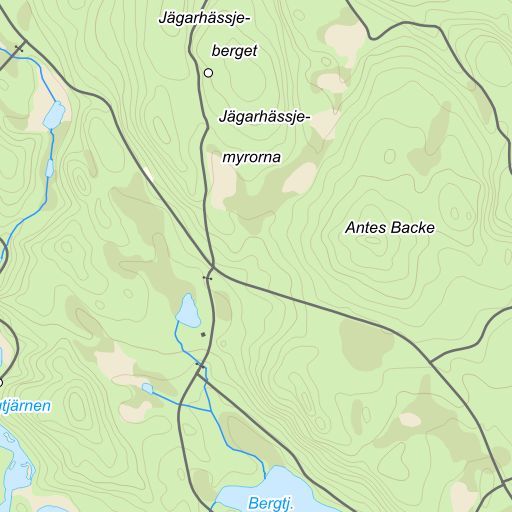 Jägarhässje-
berget
Jägarhässje-
myrorna
Antes Backe
tjärnen
Bergtj.